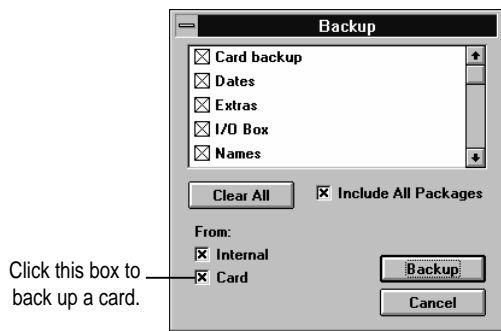 Backup
Card backup
Dates
Extras
I/O Box
Names
Clear All
Include All Packages
From:
Internal
Card
Click this box to
back up a card.
Backup
Cancel